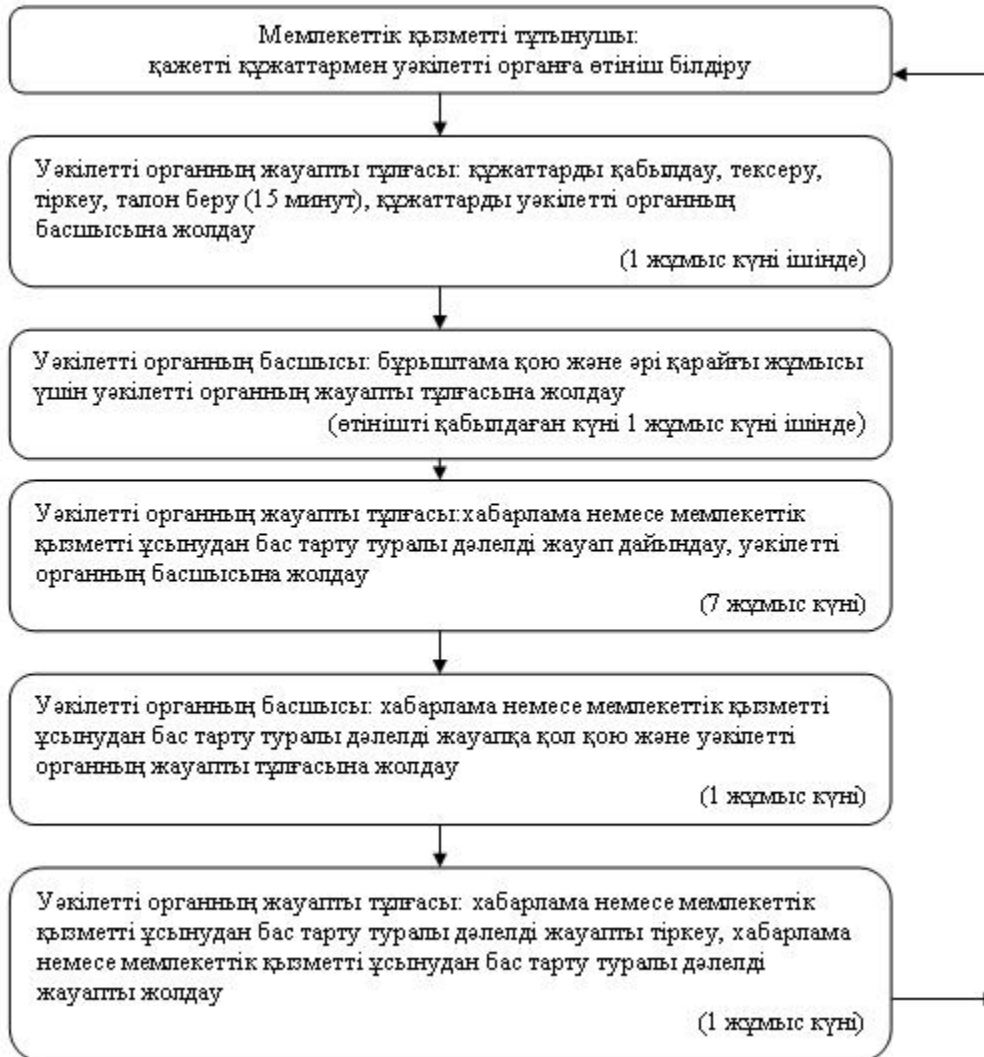 Мемлекеттік қызметті тұтынушы:
қажетті құжаттармен уәкілетті органға өтініш білдіру
Уәкілетті органның жауапты тұлғасы: құжаттарды қабылдау, тексеру,
тіркеу, талон беру (15 минут), құжаттарды уәкілетті органның
басшысына жолдау
(1 жұмыс күні ішінде)
Уәкілетті органның басшысы: бұрыштама қою және әрі қарайғы жұмысы
үшін уәкілетті органның жауапты тұлғасына жолдау
(өтінішті қабылдаған күні 1 жұмыс күні ішінде)
Уәкілетті органның жауапты тұлғасы:хабарлама немесе мемлекеттік
қызметті ұсынудан бас тарту туралы дәлелді жауап дайындау, уәкілетті
органның басшысына жолдау
(7 жұмыс күні)
Уәкілетті органның басшысы: хабарлама немесе мемлекеттік қызметті
ұсынудан бас тарту туралы дәлелді жауапқа қол қою және уәкілетті
органның жауапты тұлғасына жолдау
(1 жұмыс күні)
Уәкілетті органның жауапты тұлғасы: хабарлама немесе мемлекеттік
қызметті ұсынудан бас тарту туралы дәлелді жауапты тіркеу, хабарлама
немесе мемлекеттік қызметті ұсынудан бас тарту туралы дәлелді
жауапты жолдау
(1 жұмыс күні)